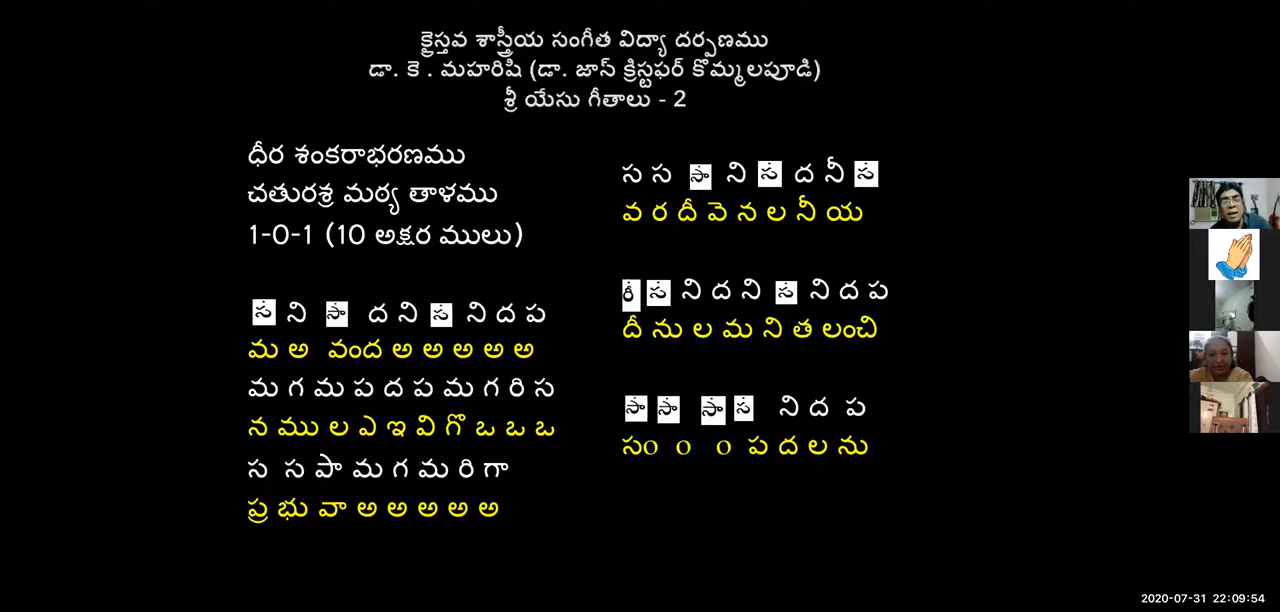 క్రైస్తవ శాస్త్రీయ సంగీత విద్యా దర్పణము
డా. కె . మహరిషి (డా. జాస్ క్రిస్టఫర్ కొమ్మలపూడి)
శ్రీ యేసు గీతాలు - 2
ధీర శంకరాభరణము
చతురశ్ర మఠ్య తాళము
1-0-1 (10 అక్షర ములు)
స̇ ని సా̇ ద ని స̇ ని ద ప
మ అ వంద అ అ అ అ అ
మ గ మ ప ద ప మ గ రి స
న ము ల ఎ ఇ వి గొ ఒ ఒ ఒ
స స పా మ గ మ రి గా
ప్ర భు వా అ అ అ అ అ
స స సా̇ ని స̇ ద నీ స̇
వ ర దీ వె న ల నీ య
రీ̇ స̇ ని ద ని స̇ ని ద ప
దీ ను ల మ ని త లంచి
సా̇ సా̇ సా̇ స̇ ని ద ప
సం ం ం ప ద ల ను
2020-07-31 22:09:54